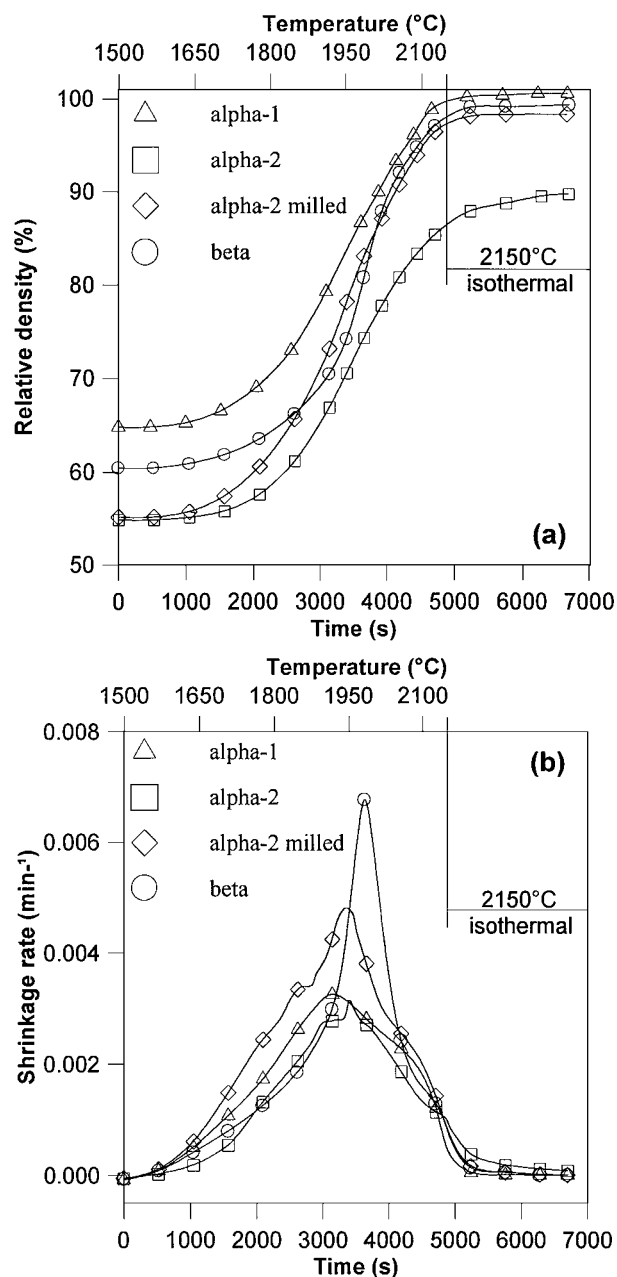 Temperature (°C)
1500 1650 1800 1950 2100
100
90
80
70
60
50
Relative density (%)
alpha-1
alpha-2
alpha-2 milled
beta
2150°C
isothermal
(a)
0 1000 2000 3000 4000 5000 6000 7000
Time (s)
Temperature (°C)
1500 1650 1800 1950 2100
0.008
0.006
0.004
0.002
0.000
Shrinkage rate (min-¹)
alpha-1
alpha-2
alpha-2 milled
beta
(b)
2150°C
isothermal
0 1000 2000 3000 4000 5000 6000 7000
Time (s)